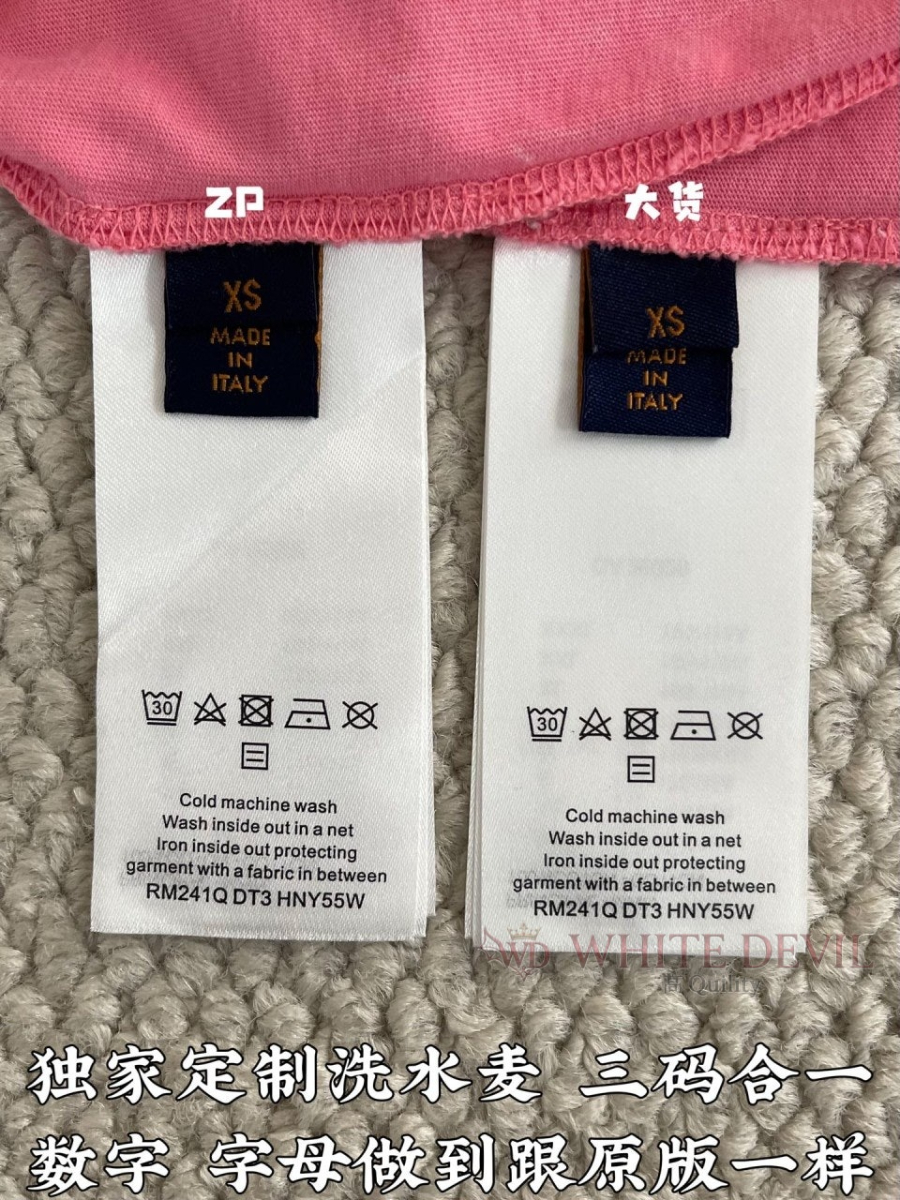 ZP
大货
XS
MADE
IN
ITALY
XS
MADE
IN
ITALY
30
Cold machine wash
Wash inside out in a net
Iron inside out protecting
garment with a fabric in between
RM241Q DT3 HNY55W
30
Cold machine wash
Wash inside out in a net
Iron inside out protecting
garment with a fabric in between
RM241Q DT3 HNY55W
WD WHITE DEVIL
独家定制洗水麦 三码合一
数字 字母做到跟原版一样